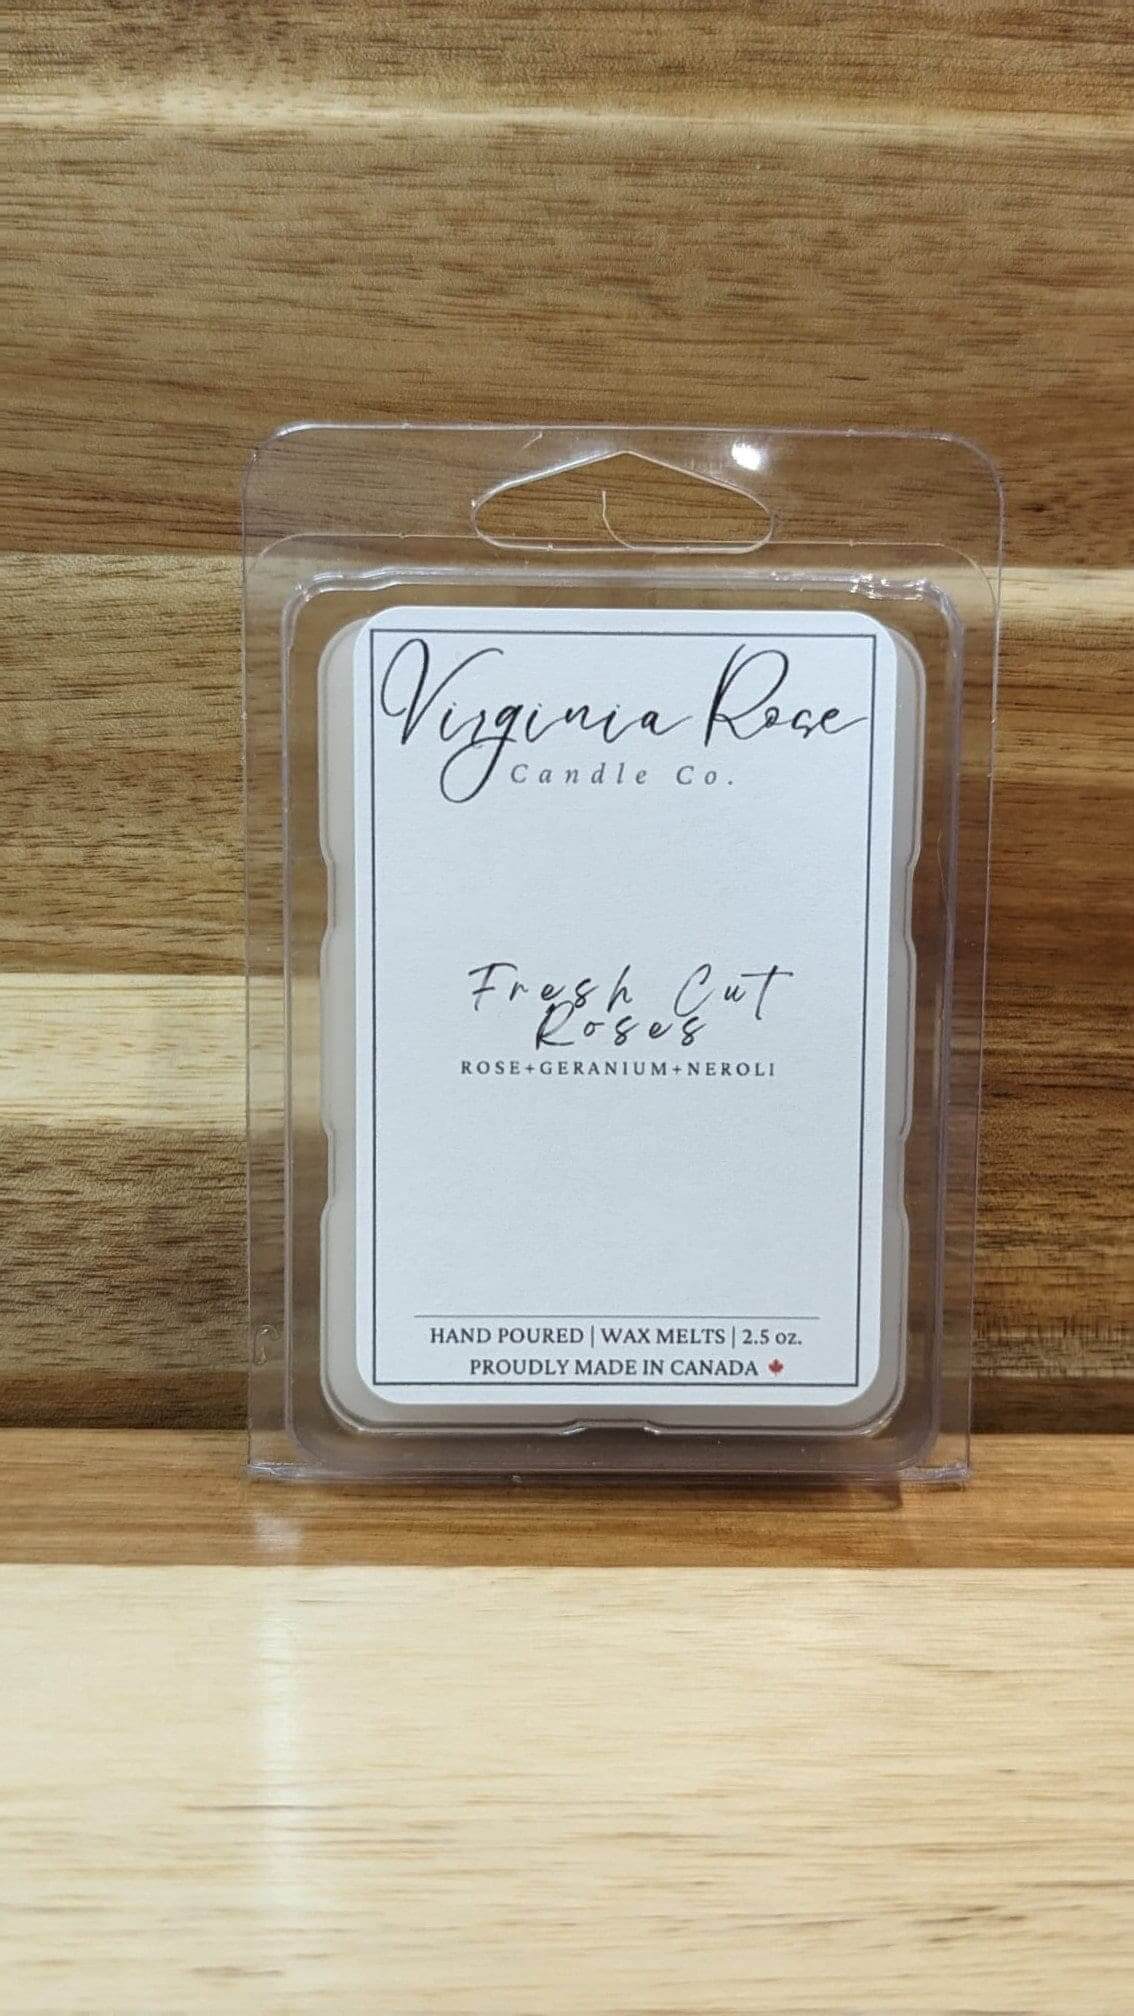 Virginia Rose
Candle Co.
Fresh Cut
Roses
ROSE+GERANIUM+NEROLI
HAND POURED | WAX MELTS | 2.5 oz.
PROUDLY MADE IN CANADA